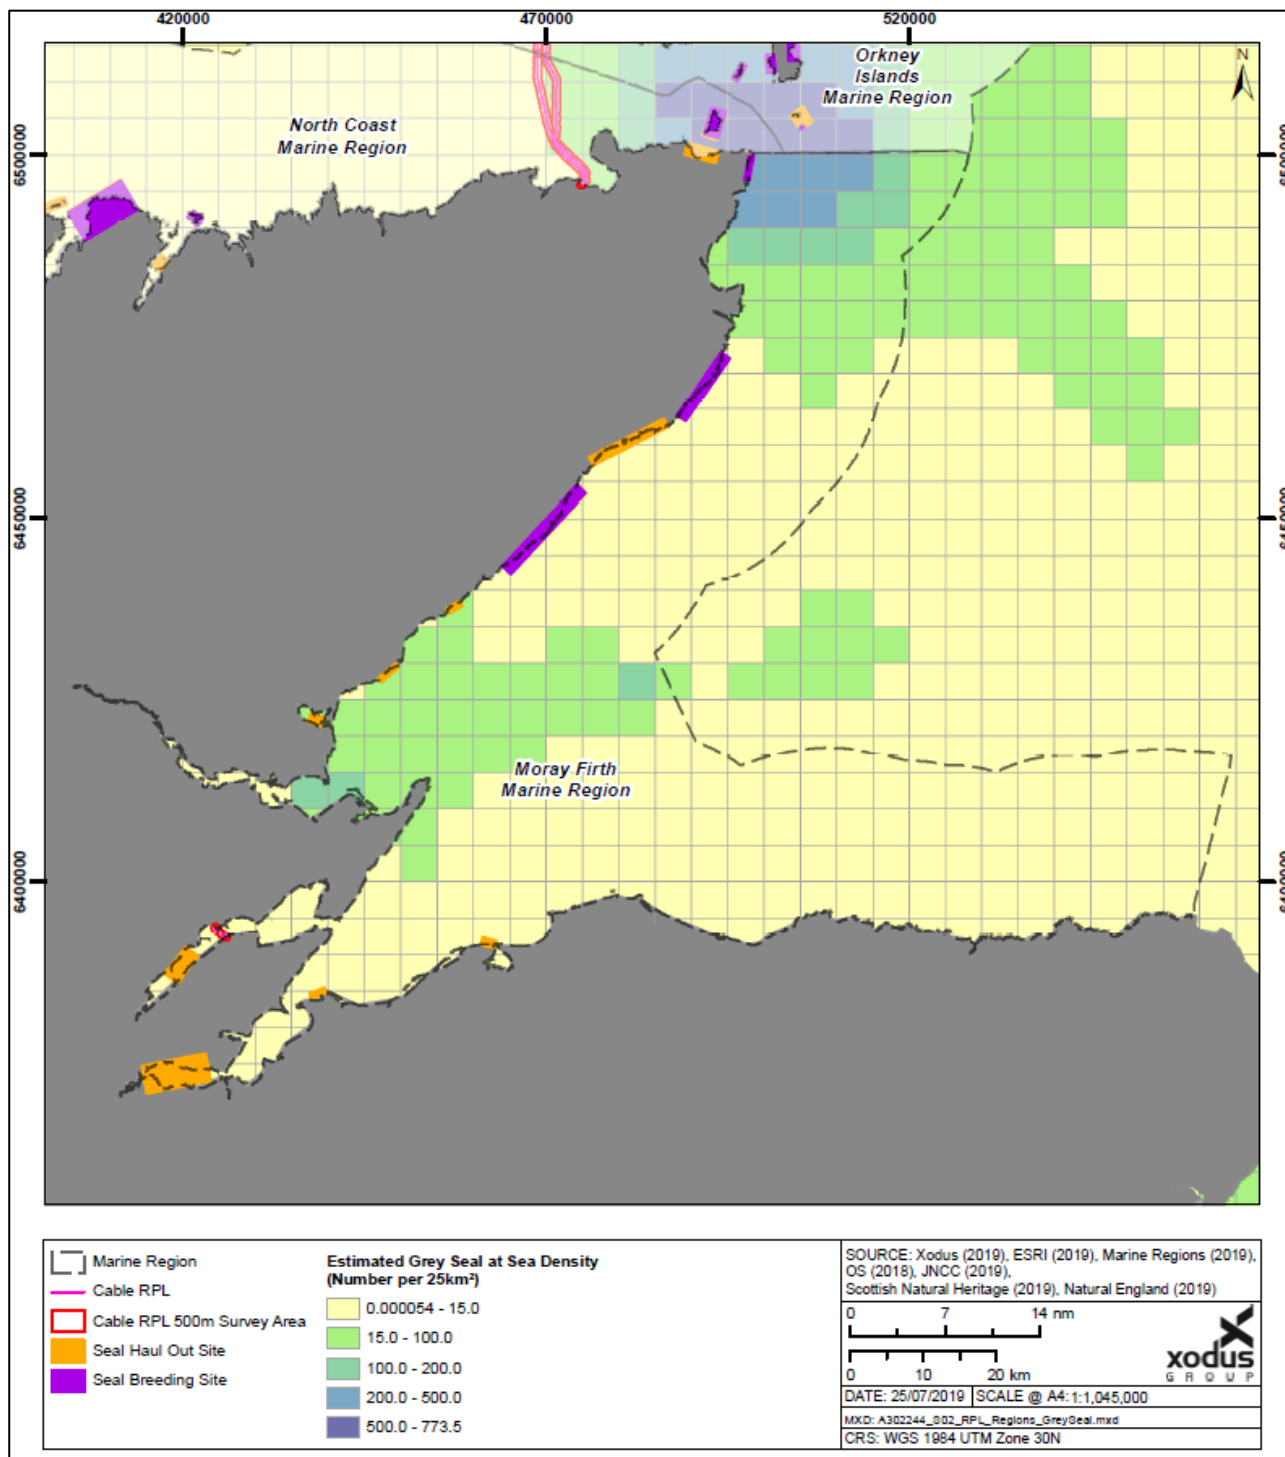 420000
470000
520000
N
Orkney
Islands
Marine Region
North Coast
Marine Region
6500000
6500000
6450000
6450000
Moray Firth
Marine Region
6400000
6400000
Marine Region
Cable RPL
Cable RPL 500m Survey Area
Seal Haul Out Site
Seal Breeding Site
Estimated Grey Seal at Sea Density
(Number per 25km²)
0.000054 - 15.0
15.0 - 100.0
100.0 - 200.0
200.0 - 500.0
500.0 - 773.5
SOURCE: Xodus (2019), ESRI (2019), Marine Regions (2019),
OS (2018), JNCC (2019),
Scottish Natural Heritage (2019), Natural England (2019)
0 7 14 nm
0 10 20 km
xodus
GROUP
DATE: 25/07/2019 SCALE @ A4: 1:1,045,000
MXD: A302244_S02_RPL_Regions_GreySeal.mxd
CRS: WGS 1984 UTM Zone 30N